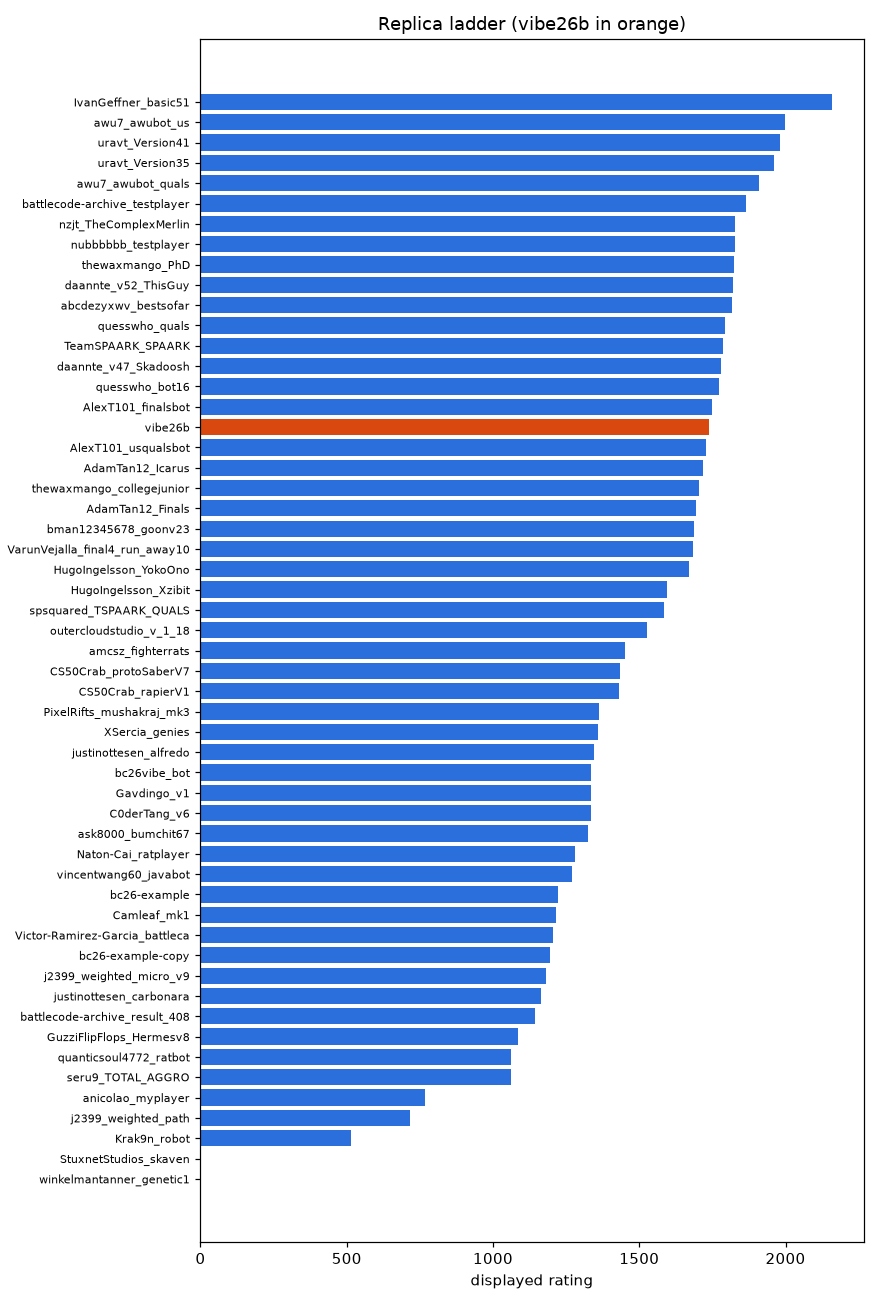 Replica ladder (vibe26b in orange)
IvanGeffner_basic51
awu7_awubot_us
uravt_Version41
uravt_Version35
awu7_awubot_quals
battlecode-archive_testplayer
nzjt_TheComplexMerlin
nubbbbbb_testplayer
thewaxmango_PhD
daannte_v52_ThisGuy
abcdezyxwv_bestsofar
quesswho_quals
TeamSPAARK_SPAARK
daannte_v47_Skadoosh
quesswho_bot16
AlexT101_finalsbot
vibe26b
AlexT101_usqualsbot
AdamTan12_Icarus
thewaxmango_collegejunior
AdamTan12_Finals
bman12345678_goonv23
VarunVejalla_final4_run_away10
HugoIngelsson_YokoOno
HugoIngelsson_Xzibit
spsquared_TSPAARK_QUALS
outercloudstudio_v_1_18
amcsz_fighterrats
CS50Crab_protoSaberV7
CS50Crab_rapierV1
PixelRifts_mushakraj_mk3
XSercia_genies
justinottesen_alfredo
bc26vibe_bot
Gavdingo_v1
C0derTang_v6
ask8000_bumchit67
Naton-Cai_ratplayer
vincentwang60_javabot
bc26-example
Camleaf_mk1
Victor-Ramirez-Garcia_battleca
bc26-example-copy
j2399_weighted_micro_v9
justinottesen_carbonara
battlecode-archive_result_408
GuzziFlipFlops_Hermesv8
quanticsoul4772_ratbot
seru9_TOTAL_AGGRO
anicolao_myplayer
j2399_weighted_path
Krak9n_robot
StuxnetStudios_skaven
winkelmantanner_genetic1
0 500 1000 1500 2000
displayed rating